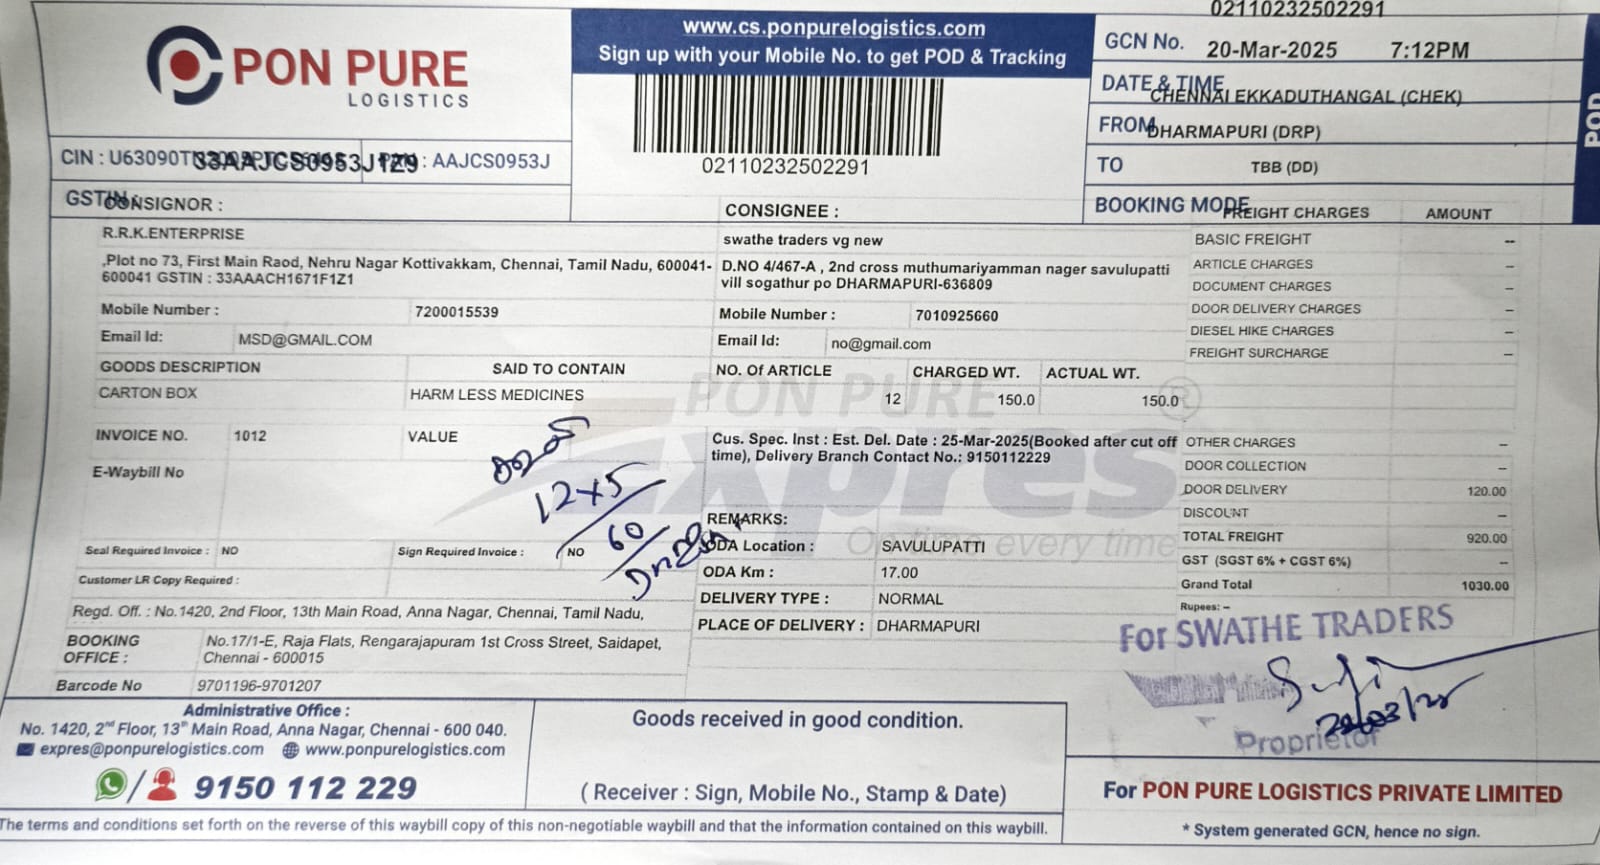 02110232502291
PON PURE
LOGISTICS
www.cs.ponpurelogistics.com
Sign up with your Mobile No. to get POD & Tracking
02110232502291
GCN No. 20-Mar-2025 7:12PM
DATE & TIME CHENNAI EKKADUTHANGAL (CHEK)
FROM DHARMAPURI (DRP)
TO TBB (DD)
BOOKING MODE
POD
CIN : 33AAJCS0953J1Z9 : AAJCS0953J
GSTIN :
CONSIGNOR :
R.R.K.ENTERPRISE
,Plot no 73, First Main Raod, Nehru Nagar Kottivakkam, Chennai, Tamil Nadu, 600041-
600041 GSTIN : 33AAACH1671F1Z1
Mobile Number : 7200015539
Email Id: MSD@GMAIL.COM
GOODS DESCRIPTION SAID TO CONTAIN
CARTON BOX HARM LESS MEDICINES
INVOICE NO. 1012 VALUE
E-Waybill No
12x5
60
Seal Required Invoice : NO Sign Required Invoice : NO
Customer LR Copy Required :
Regd. Off. : No.1420, 2nd Floor, 13th Main Road, Anna Nagar, Chennai, Tamil Nadu,
BOOKING OFFICE : No.17/1-E, Raja Flats, Rengarajapuram 1st Cross Street, Saidapet,
Chennai - 600015
Barcode No 9701196-9701207
CONSIGNEE :
swathe traders vg new
D.NO 4/467-A , 2nd cross muthumariyamman nager savulupatti
vill sogathur po DHARMAPURI-636809
Mobile Number : 7010925660
Email Id: no@gmail.com
NO. Of ARTICLE CHARGED WT. ACTUAL WT.
12 150.0 150.0
PON PURE ®
Expres
On time every time
Cus. Spec. Inst : Est. Del. Date : 25-Mar-2025(Booked after cut off
time), Delivery Branch Contact No.: 9150112229
REMARKS:
ODA Location : SAVULUPATTI
ODA Km : 17.00
DELIVERY TYPE : NORMAL
PLACE OF DELIVERY : DHARMAPURI
FREIGHT CHARGES AMOUNT
BASIC FREIGHT --
ARTICLE CHARGES –
DOCUMENT CHARGES –
DOOR DELIVERY CHARGES –
DIESEL HIKE CHARGES –
FREIGHT SURCHARGE –
OTHER CHARGES –
DOOR COLLECTION –
DOOR DELIVERY 120.00
DISCOUNT –
TOTAL FREIGHT 920.00
GST (SGST 6% + CGST 6%) –
Grand Total 1030.00
Rupees: –
For SWATHE TRADERS
Proprietor
Administrative Office :
No. 1420, 2nd Floor, 13th Main Road, Anna Nagar, Chennai - 600 040.
expres@ponpurelogistics.com www.ponpurelogistics.com
/ 9150 112 229
Goods received in good condition.
( Receiver : Sign, Mobile No., Stamp & Date)
For PON PURE LOGISTICS PRIVATE LIMITED
* System generated GCN, hence no sign.
The terms and conditions set forth on the reverse of this waybill copy of this non-negotiable waybill and that the information contained on this waybill.